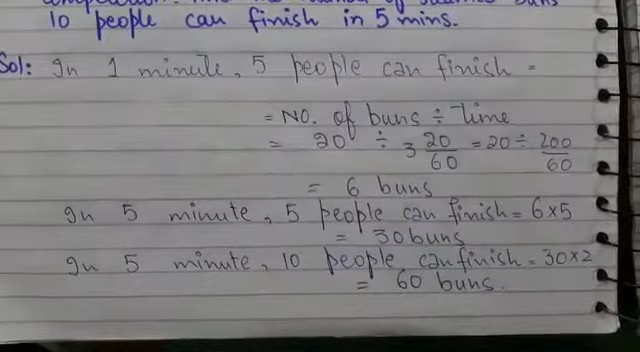 10 people can finish in 5 mins.
Sol: In 1 minute, 5 people can finish =
= No. of buns ÷ Time
= 20 ÷ 3 20/60 = 20 ÷ 200/60
= 6 buns
In 5 minute, 5 people can finish = 6×5
= 30 buns
In 5 minute, 10 people can finish = 30×2
= 60 buns.